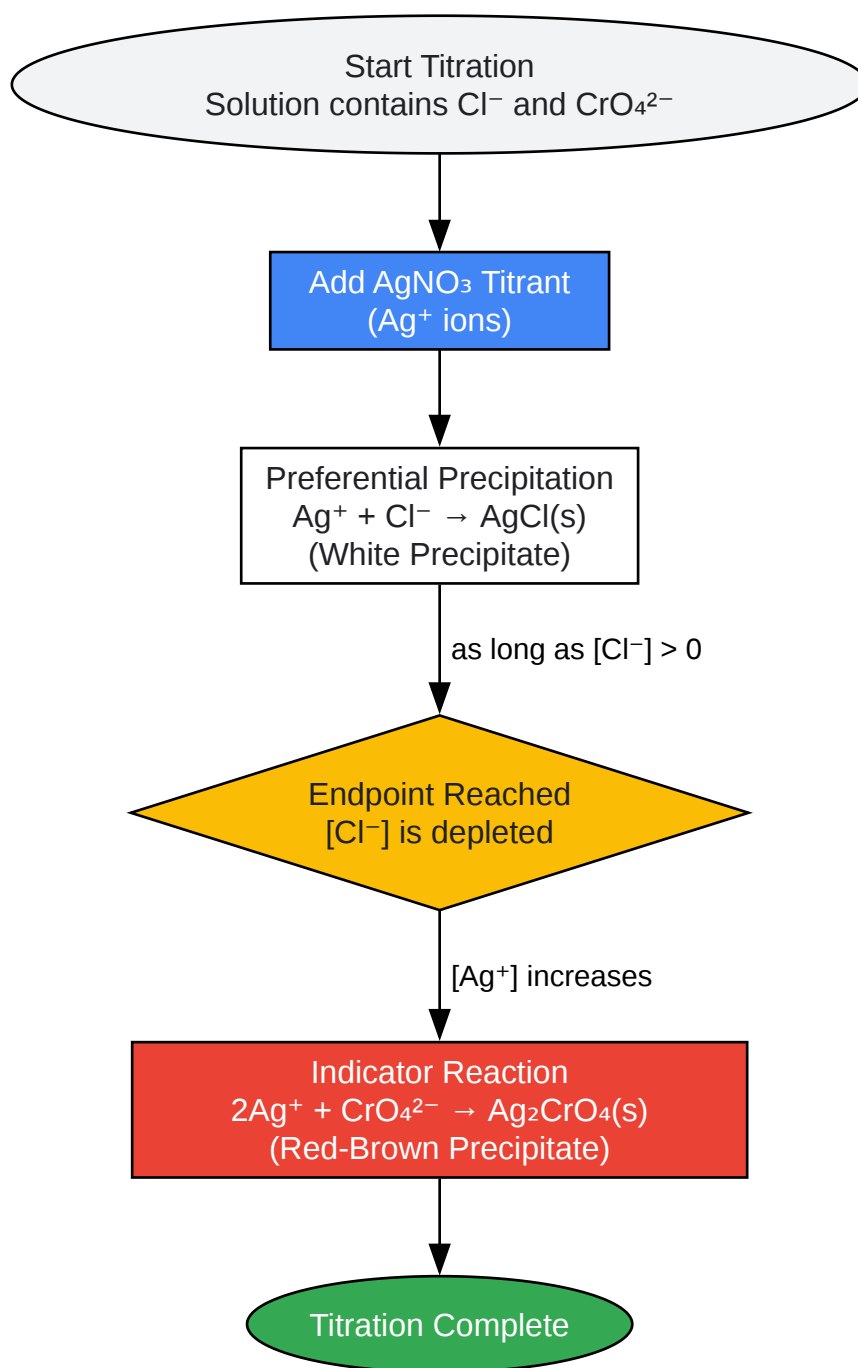 Start Titration
Solution contains Cl⁻ and CrO₄²⁻
Add AgNO₃ Titrant
(Ag⁺ ions)
Preferential Precipitation
Ag⁺ + Cl⁻ → AgCl(s)
(White Precipitate)
as long as [Cl⁻] > 0
Endpoint Reached
[Cl⁻] is depleted
[Ag⁺] increases
Indicator Reaction
2Ag⁺ + CrO₄²⁻ → Ag₂CrO₄(s)
(Red-Brown Precipitate)
Titration Complete